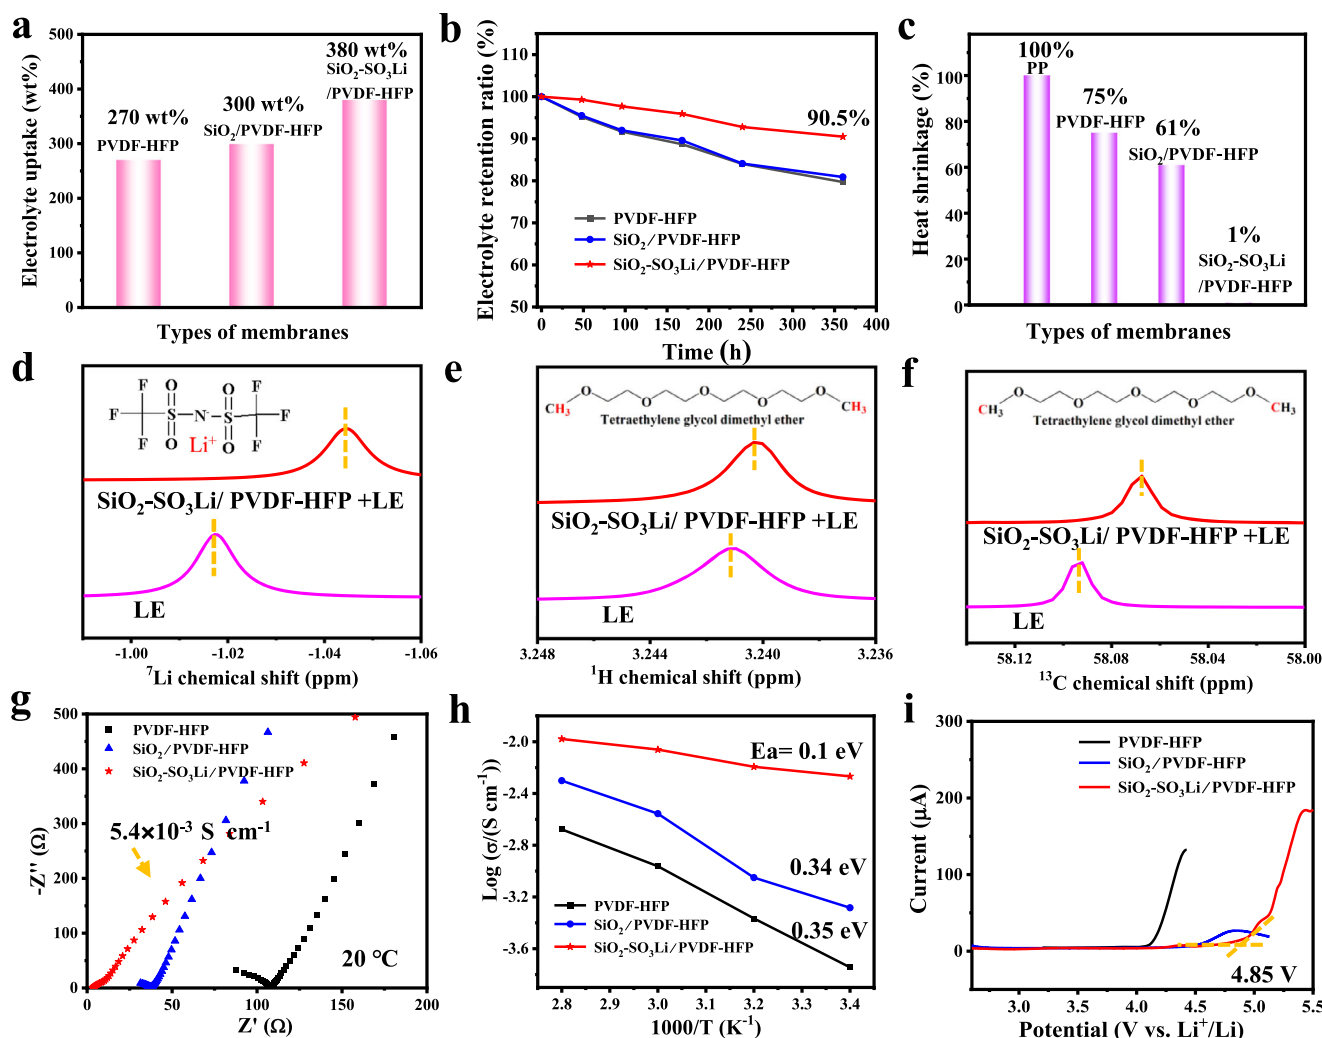 a
Electrolyte uptake (wt%)
500
400
300
200
100
0
270 wt%
PVDF-HFP
300 wt%
SiO₂/PVDF-HFP
380 wt%
SiO₂-SO₃Li
/PVDF-HFP
Types of membranes
b
Electrolyte retention ratio (%)
120
110
100
90
80
70
60
50
90.5%
PVDF-HFP
SiO₂/PVDF-HFP
SiO₂-SO₃Li/PVDF-HFP
0 50 100 150 200 250 300 350 400
Time (h)
c
Heat shrinkage (%)
100
80
60
40
20
0
100%
PP
75%
PVDF-HFP
61%
SiO₂/PVDF-HFP
1%
SiO₂-SO₃Li
/PVDF-HFP
Types of membranes
d
F O O F
F S N⁻ S F
F O Li⁺ O F
SiO₂-SO₃Li/ PVDF-HFP +LE
LE
-1.00 -1.02 -1.04 -1.06
⁷Li chemical shift (ppm)
e
O O O O O
CH₃ CH₃
Tetraethylene glycol dimethyl ether
SiO₂-SO₃Li/ PVDF-HFP +LE
LE
3.248 3.244 3.240 3.236
¹H chemical shift (ppm)
f
O O O O O
CH₃ CH₃
Tetraethylene glycol dimethyl ether
SiO₂-SO₃Li/ PVDF-HFP +LE
LE
58.12 58.08 58.04 58.00
¹³C chemical shift (ppm)
g
-Z'' (Ω)
500
400
300
200
100
0
PVDF-HFP
SiO₂/PVDF-HFP
SiO₂-SO₃Li/PVDF-HFP
5.4×10⁻³ S cm⁻¹
20 °C
0 50 100 150 200
Z' (Ω)
h
Log (σ/(S cm⁻¹))
-2.0
-2.4
-2.8
-3.2
-3.6
Ea= 0.1 eV
0.34 eV
0.35 eV
PVDF-HFP
SiO₂/PVDF-HFP
SiO₂-SO₃Li/PVDF-HFP
2.8 2.9 3.0 3.1 3.2 3.3 3.4
1000/T (K⁻¹)
i
Current (μA)
300
200
100
0
PVDF-HFP
SiO₂/PVDF-HFP
SiO₂-SO₃Li/PVDF-HFP
4.85 V
3.0 3.5 4.0 4.5 5.0 5.5
Potential (V vs. Li⁺/Li)